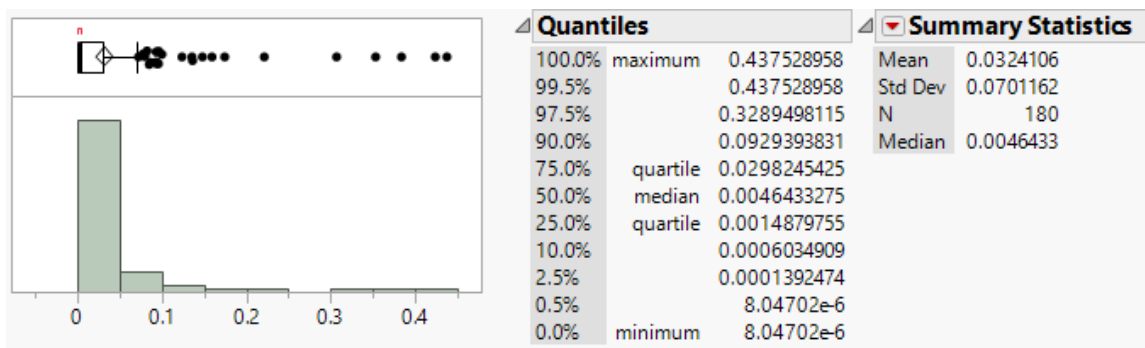 n
0 0.1 0.2 0.3 0.4
Quantiles
100.0% maximum 0.437528958
99.5% 0.437528958
97.5% 0.3289498115
90.0% 0.0929393831
75.0% quartile 0.0298245425
50.0% median 0.0046433275
25.0% quartile 0.0014879755
10.0% 0.0006034909
2.5% 0.0001392474
0.5% 8.04702e-6
0.0% minimum 8.04702e-6
Summary Statistics
Mean 0.0324106
Std Dev 0.0701162
N 180
Median 0.0046433